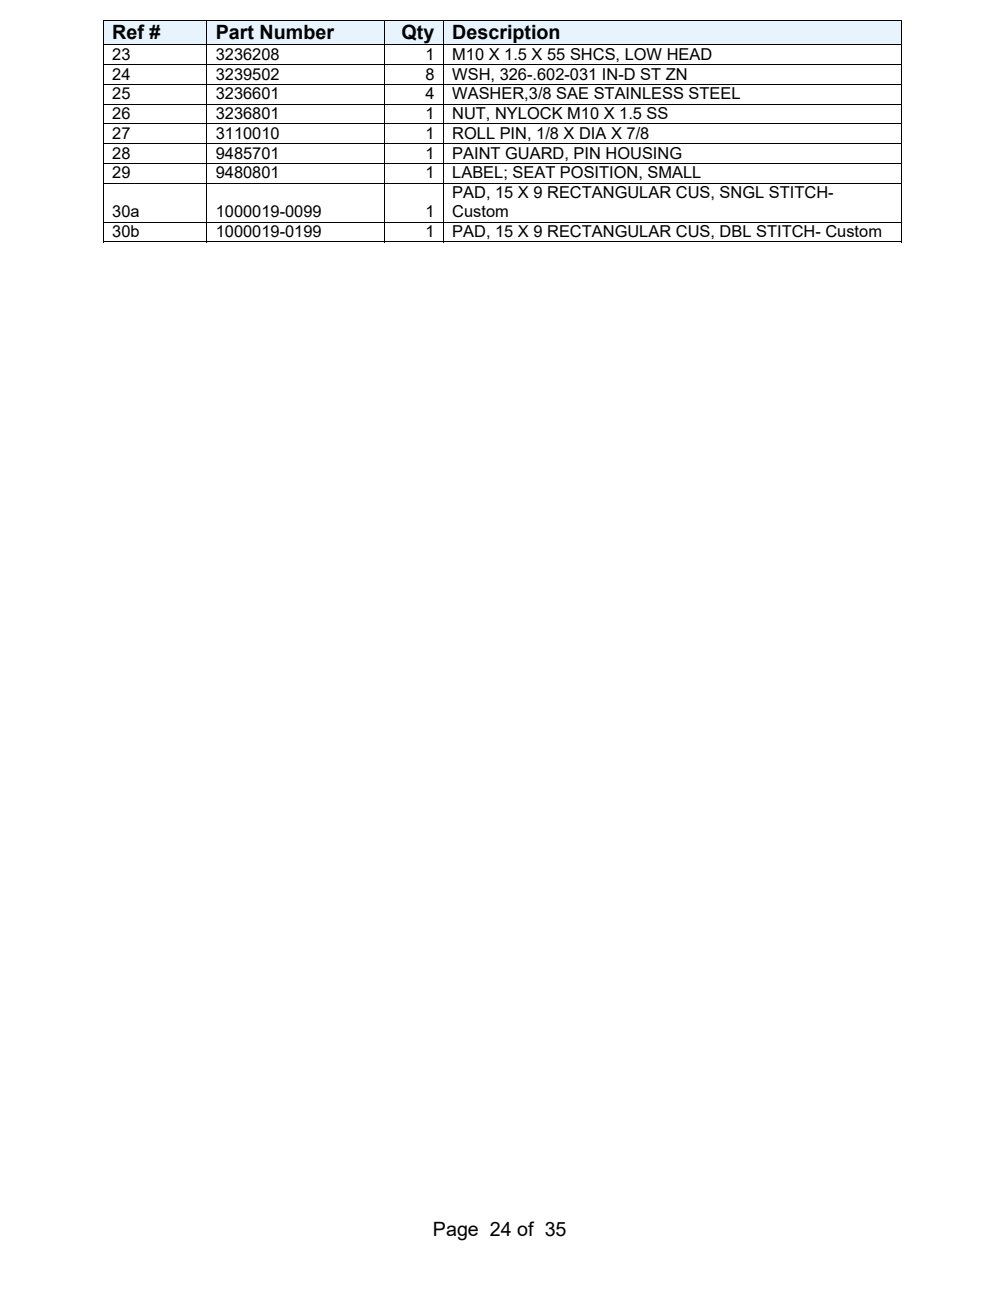 Ref # Part Number Qty Description
23 3236208 1 M10 X 1.5 X 55 SHCS, LOW HEAD
24 3239502 8 WSH, 326-.602-031 IN-D ST ZN
25 3236601 4 WASHER,3/8 SAE STAINLESS STEEL
26 3236801 1 NUT, NYLOCK M10 X 1.5 SS
27 3110010 1 ROLL PIN, 1/8 X DIA X 7/8
28 9485701 1 PAINT GUARD, PIN HOUSING
29 9480801 1 LABEL; SEAT POSITION, SMALL
PAD, 15 X 9 RECTANGULAR CUS, SNGL STITCH-
30a 1000019-0099 1 Custom
30b 1000019-0199 1 PAD, 15 X 9 RECTANGULAR CUS, DBL STITCH- Custom
Page 24 of 35